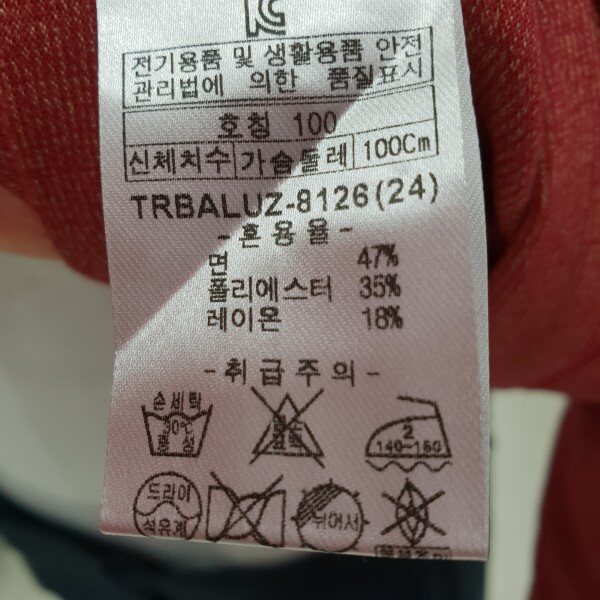 전기용품 및 생활용품 안전
관리법에 의한 품질표시
호칭 100
신체치수 가슴둘레 100Cm
TRBALUZ-8126(24)
- 혼 용 율 -
면 47%
폴리에스터 35%
레이온 18%
- 취 급 주 의 -
손세탁
30℃
중성
2
140~160
드라이
석유계
뉘어서